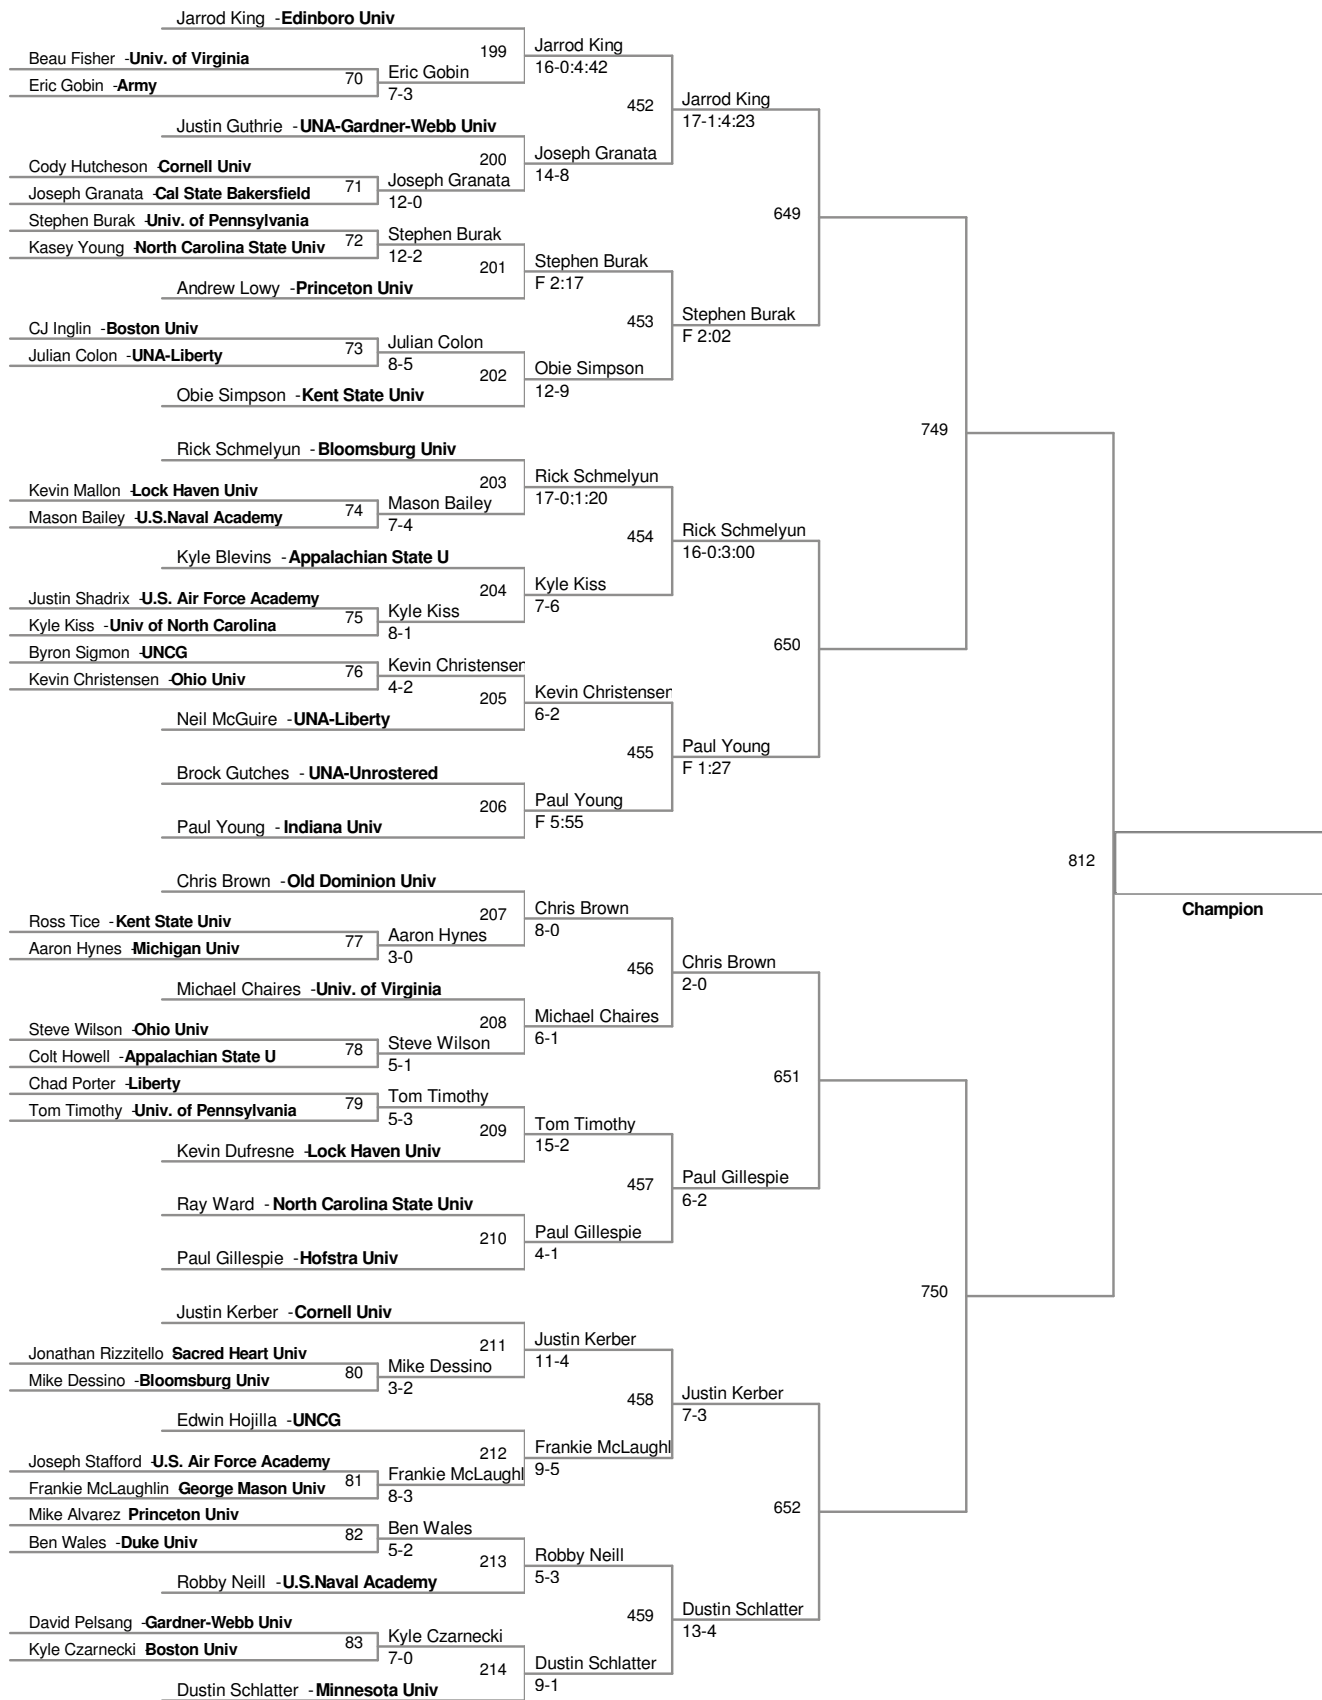 Jarrod King - Edinboro Univ
199
Jarrod King
16-0:4:42
Beau Fisher - Univ. of Virginia
70
Eric Gobin
7-3
Eric Gobin - Army
452
Jarrod King
17-1:4:23
Justin Guthrie - UNA-Gardner-Webb Univ
200
Joseph Granata
14-8
Cody Hutcheson - Cornell Univ
71
Joseph Granata
12-0
Joseph Granata - Cal State Bakersfield
649
Stephen Burak - Univ. of Pennsylvania
72
Stephen Burak
12-2
Kasey Young - North Carolina State Univ
201
Stephen Burak
F 2:17
Andrew Lowy - Princeton Univ
453
Stephen Burak
F 2:02
CJ Inglin - Boston Univ
73
Julian Colon
8-5
Julian Colon - UNA-Liberty
202
Obie Simpson
12-9
Obie Simpson - Kent State Univ
749
Rick Schmelyun - Bloomsburg Univ
203
Rick Schmelyun
17-0:1:20
Kevin Mallon - Lock Haven Univ
74
Mason Bailey
7-4
Mason Bailey - U.S.Naval Academy
454
Rick Schmelyun
16-0:3:00
Kyle Blevins - Appalachian State U
204
Kyle Kiss
7-6
Justin Shadrix - U.S. Air Force Academy
75
Kyle Kiss
8-1
Kyle Kiss - Univ of North Carolina
650
Byron Sigmon - UNCG
76
Kevin Christensen
4-2
Kevin Christensen - Ohio Univ
205
Kevin Christensen
6-2
Neil McGuire - UNA-Liberty
455
Paul Young
F 1:27
Brock Gutches - UNA-Unrostered
206
Paul Young
F 5:55
Paul Young - Indiana Univ
812
Champion
Chris Brown - Old Dominion Univ
207
Chris Brown
8-0
Ross Tice - Kent State Univ
77
Aaron Hynes
3-0
Aaron Hynes - Michigan Univ
456
Chris Brown
2-0
Michael Chaires - Univ. of Virginia
208
Michael Chaires
6-1
Steve Wilson - Ohio Univ
78
Steve Wilson
5-1
Colt Howell - Appalachian State U
651
Chad Porter - Liberty
79
Tom Timothy
5-3
Tom Timothy - Univ. of Pennsylvania
209
Tom Timothy
15-2
Kevin Dufresne - Lock Haven Univ
457
Paul Gillespie
6-2
Ray Ward - North Carolina State Univ
210
Paul Gillespie
4-1
Paul Gillespie - Hofstra Univ
750
Justin Kerber - Cornell Univ
211
Justin Kerber
11-4
Jonathan Rizzitello Sacred Heart Univ
80
Mike Dessino
3-2
Mike Dessino - Bloomsburg Univ
458
Justin Kerber
7-3
Edwin Hojilla - UNCG
212
Frankie McLaughl
9-5
Joseph Stafford - U.S. Air Force Academy
81
Frankie McLaughl
8-3
Frankie McLaughlin George Mason Univ
652
Mike Alvarez Princeton Univ
82
Ben Wales
5-2
Ben Wales - Duke Univ
213
Robby Neill
5-3
Robby Neill - U.S.Naval Academy
459
Dustin Schlatter
13-4
David Pelsang - Gardner-Webb Univ
83
Kyle Czarnecki
7-0
Kyle Czarnecki Boston Univ
214
Dustin Schlatter
9-1
Dustin Schlatter - Minnesota Univ